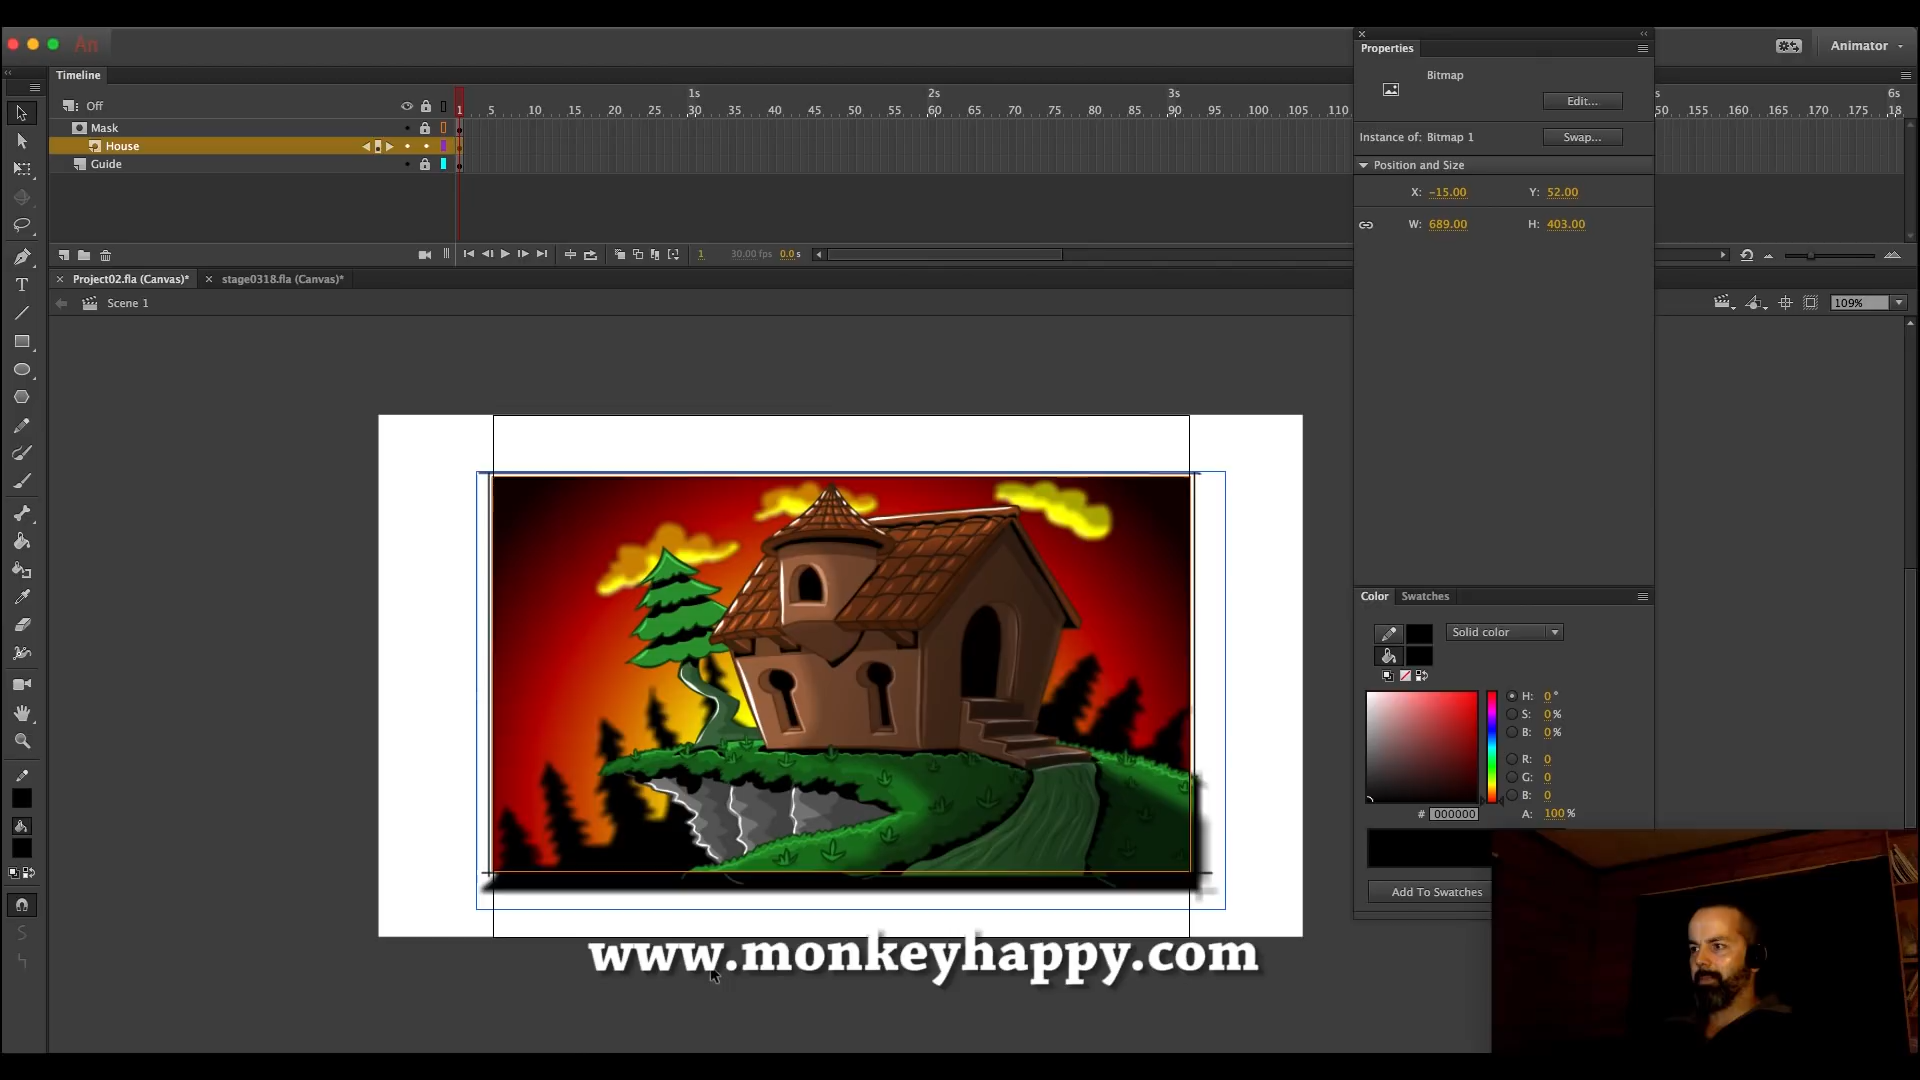 An
Animator
Timeline
Off
1s 2s 3s 6s
1 5 10 15 20 25 30 35 40 45 50 55 60 65 70 75 80 85 90 95 100 105 110 155 160 165 170 175 18
Mask
House
Guide
1 30.00 fps 0.0 s
Project02.fla (Canvas)* stage0318.fla (Canvas)*
Scene 1
109%
Properties
Bitmap
Edit...
Instance of: Bitmap 1 Swap...
Position and Size
X: -15.00 Y: 52.00
W: 689.00 H: 403.00
Color Swatches
Solid color
H: 0 °
S: 0 %
B: 0 %
R: 0
G: 0
B: 0
# 000000 A: 100 %
Add To Swatches
www.monkeyhappy.com